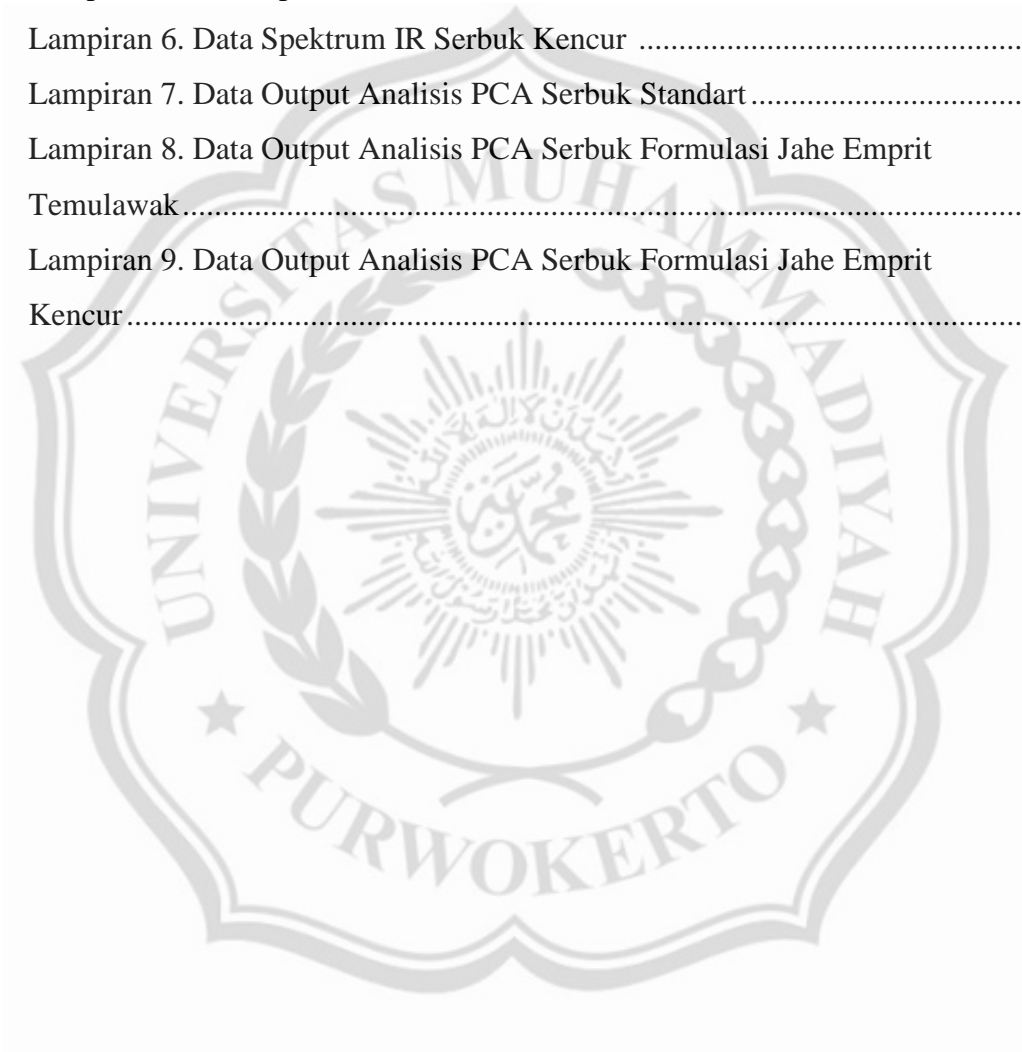 Lampiran 6. Data Spektrum IR Serbuk Kencur ................................................
Lampiran 7. Data Output Analisis PCA Serbuk Standart ..................................
Lampiran 8. Data Output Analisis PCA Serbuk Formulasi Jahe Emprit
Temulawak..........................................................................................................
Lampiran 9. Data Output Analisis PCA Serbuk Formulasi Jahe Emprit
Kencur.................................................................................................................
UNIVERSITAS MUHAMMADIYAH
PURWOKERTO